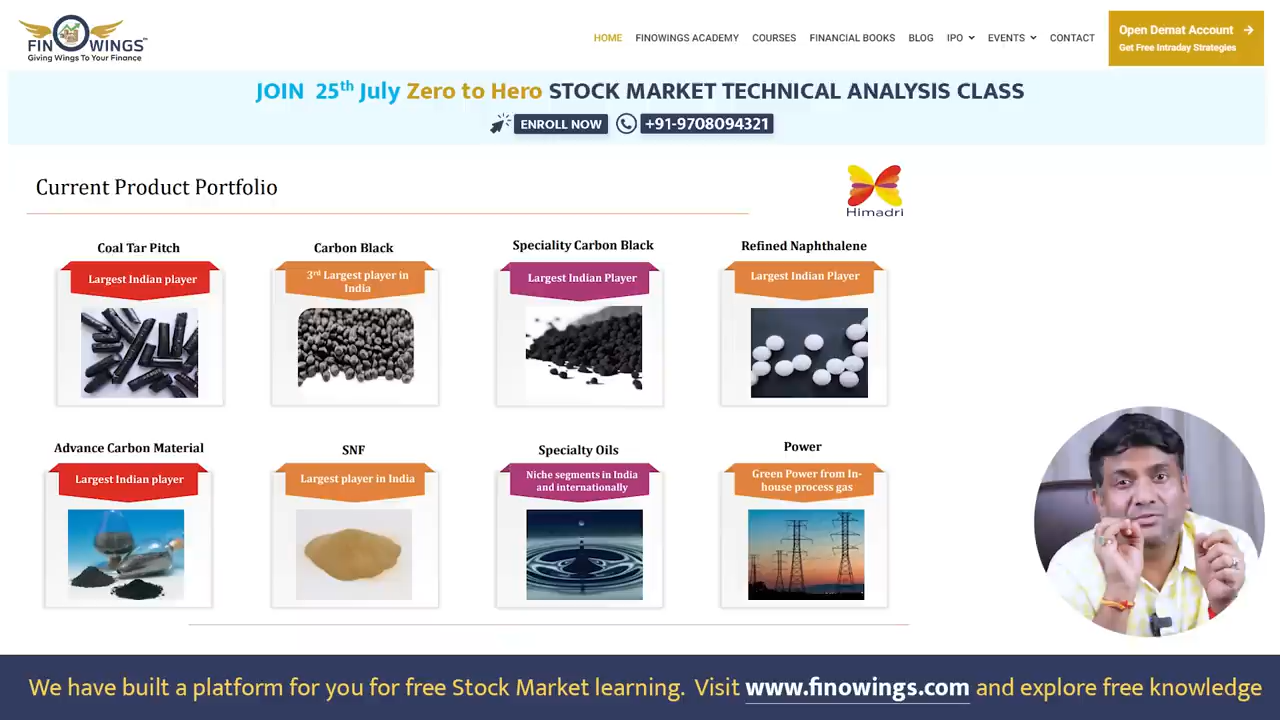 FINOWINGS
Giving Wings To Your Finance
HOME FINOWINGS ACADEMY COURSES FINANCIAL BOOKS BLOG IPO EVENTS CONTACT
Open Demat Account
Get Free Intraday Strategies
JOIN 25th July Zero to Hero STOCK MARKET TECHNICAL ANALYSIS CLASS
ENROLL NOW +91-9708094321
Current Product Portfolio
Himadri
Coal Tar Pitch
Largest Indian player
Carbon Black
3rd Largest player in
India
Speciality Carbon Black
Largest Indian Player
Refined Naphthalene
Largest Indian Player
Advance Carbon Material
Largest Indian player
SNF
Largest player in India
Specialty Oils
Niche segments in India
and internationally
Power
Green Power from In-
house process gas
We have built a platform for you for free Stock Market learning. Visit www.finowings.com and explore free knowledge